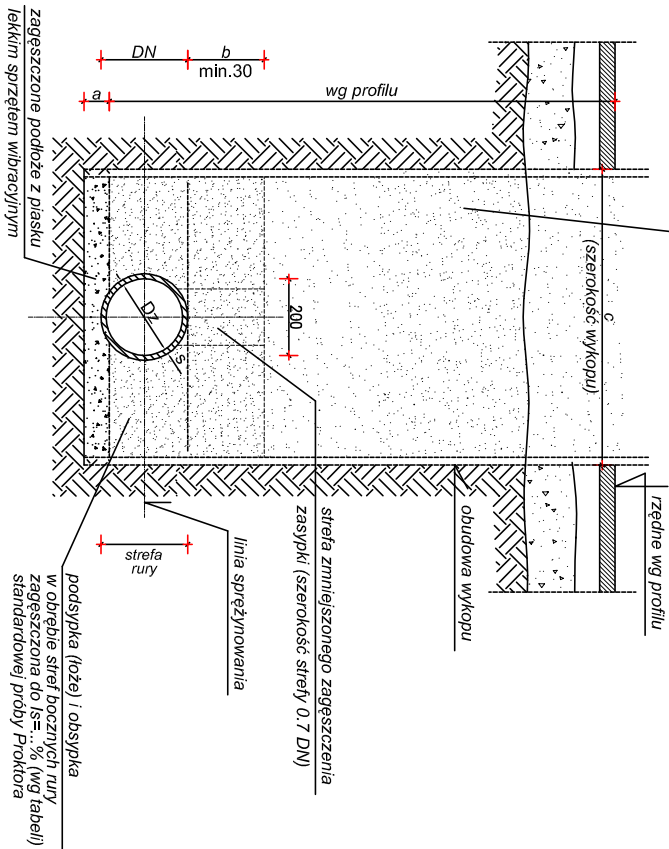 DN
b
min.30
a
wg profilu
c
(szerokość wykopu)
200
Dz
s
strefa
rury
zagęszczone podłoże z piasku
lekkim sprzętem wibracyjnym
rzędne wg profilu
obudowa wykopu
strefa zmniejszonego zagęszczenia
zasypki (szerokość strefy 0.7 DN)
linia sprężynowania
podsypka (łoże) i obsypka
w obrębie stref bocznych rury
zagęszczona do Is=...% (wg tabeli)
standardowej próby Proktora